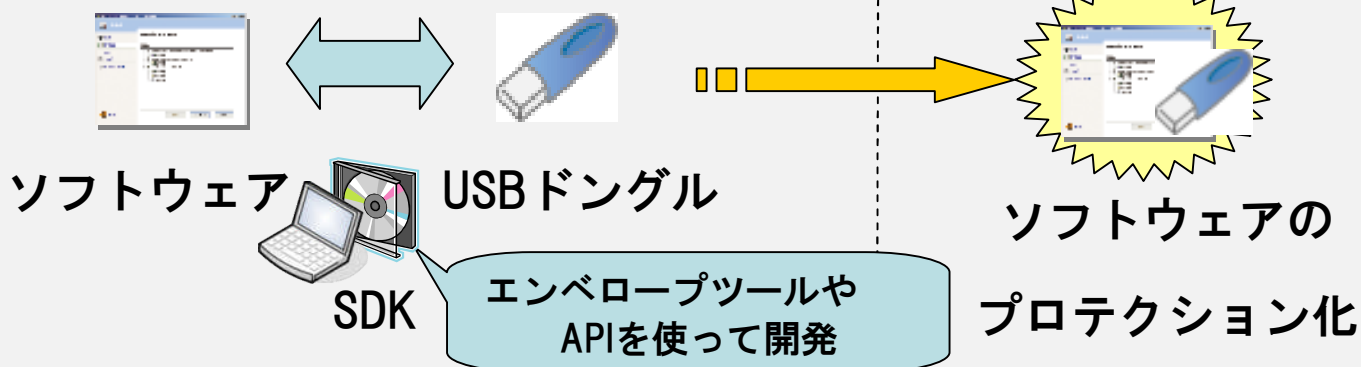 ソフトウェア
USBドングル
SDK
エンベロープツールや
APIを使って開発
ソフトウェアの
プロテクション化